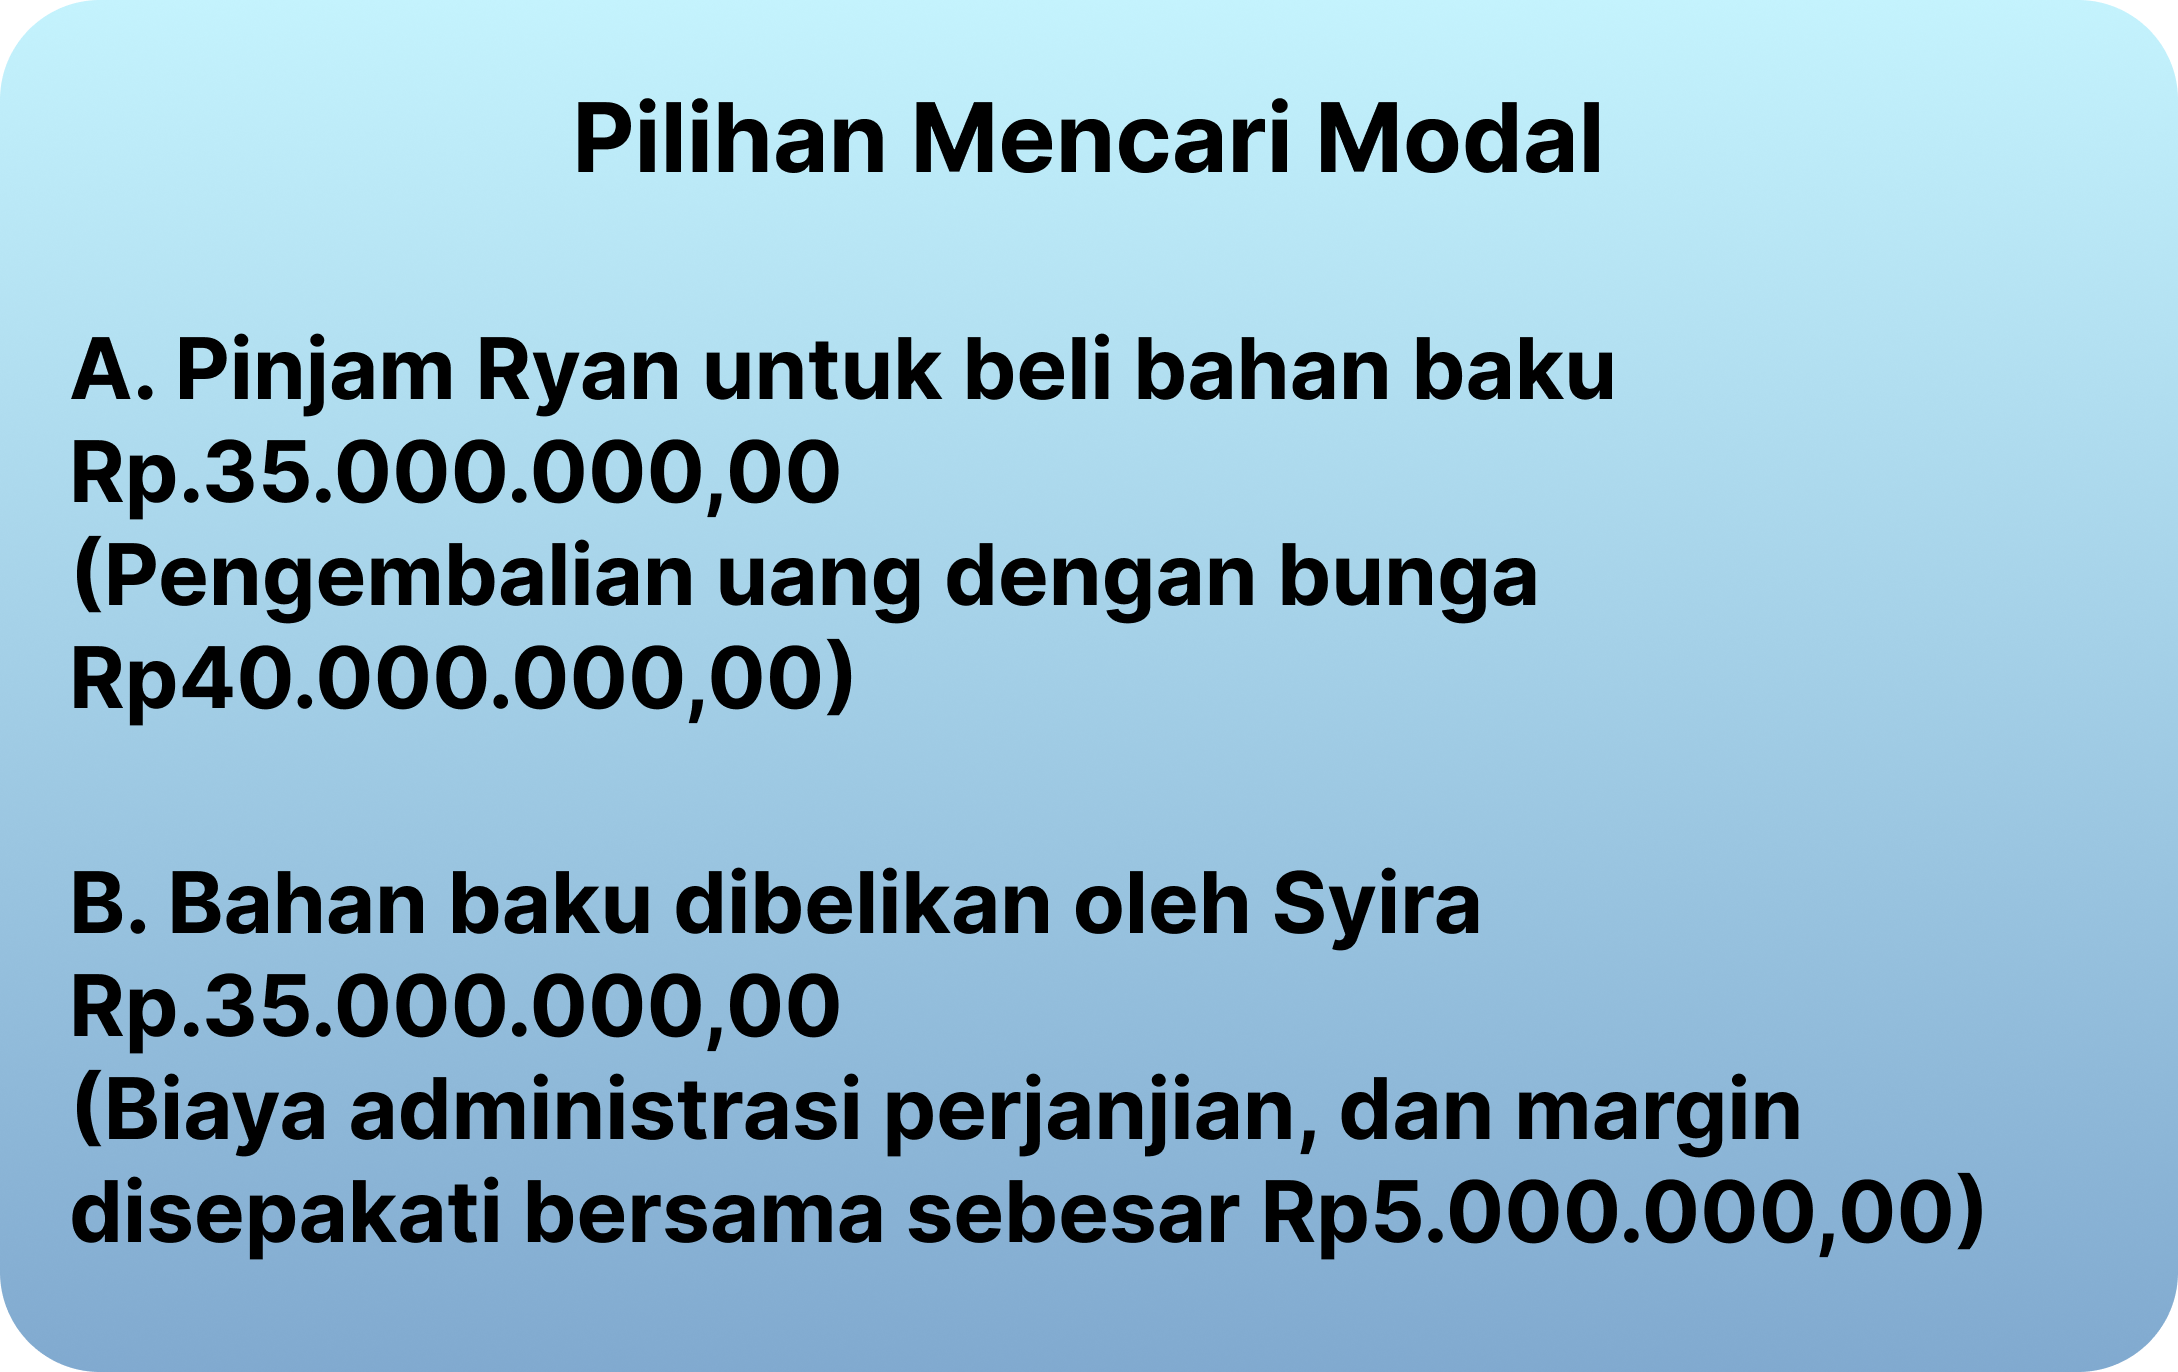 Pilihan Mencari Modal
A. Pinjam Ryan untuk beli bahan baku
Rp.35.000.000,00
(Pengembalian uang dengan bunga
Rp40.000.000,00)
B. Bahan baku dibelikan oleh Syira
Rp.35.000.000,00
(Biaya administrasi perjanjian, dan margin
disepakati bersama sebesar Rp5.000.000,00)